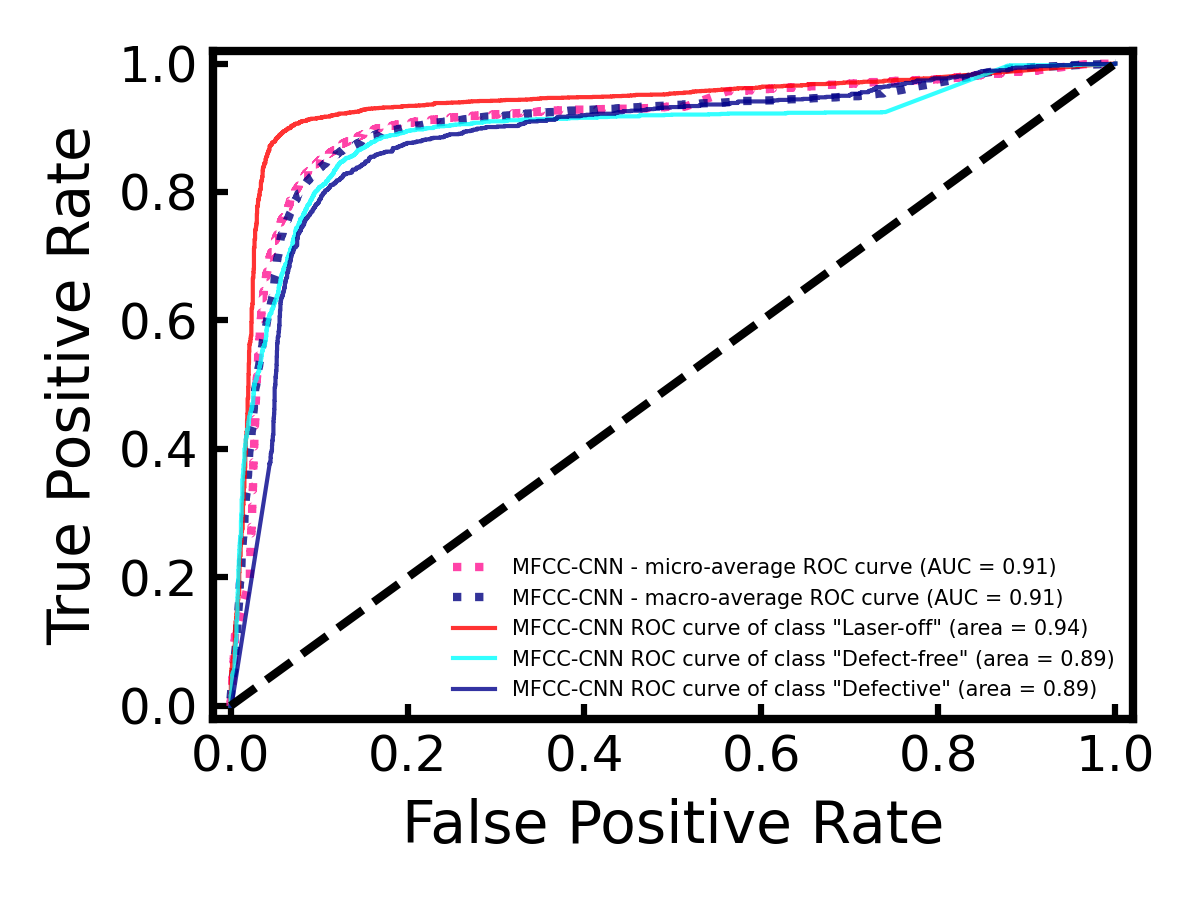 1.0
0.8
0.6
0.4
0.2
0.0
True Positive Rate
MFCC-CNN - micro-average ROC curve (AUC = 0.91)
MFCC-CNN - macro-average ROC curve (AUC = 0.91)
MFCC-CNN ROC curve of class "Laser-off" (area = 0.94)
MFCC-CNN ROC curve of class "Defect-free" (area = 0.89)
MFCC-CNN ROC curve of class "Defective" (area = 0.89)
0.0 0.2 0.4 0.6 0.8 1.0
False Positive Rate